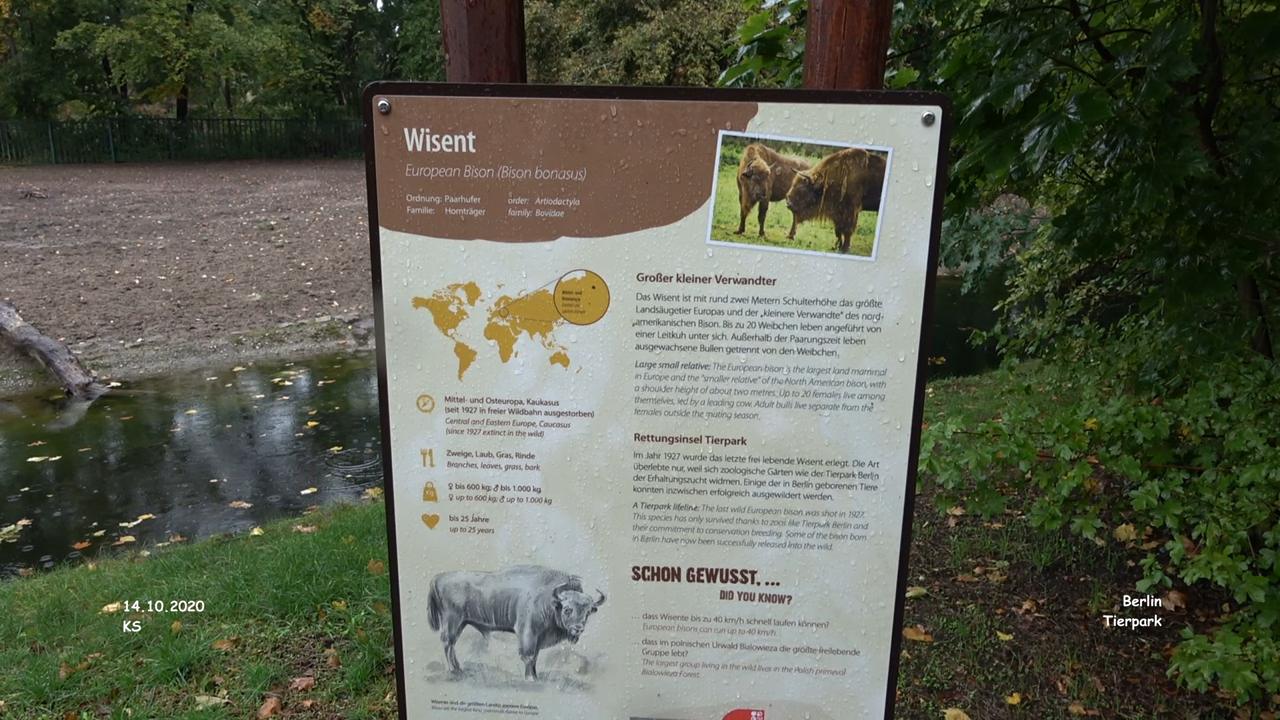 Wisent
European Bison (Bison bonasus)
Ordnung: Paarhufer order: Artiodactyla
Familie: Hornträger family: Bovidae
Mittel- und Osteuropa, Kaukasus
(seit 1927 in freier Wildbahn ausgestorben)
Central and Eastern Europe, Caucasus
(since 1927 extinct in the wild)
Zweige, Laub, Gras, Rinde
Branches, leaves, grass, bark
♀ bis 600 kg; ♂ bis 1.000 kg
♀ up to 600 kg; ♂ up to 1.000 kg
bis 25 Jahre
up to 25 years
Großer kleiner Verwandter
Das Wisent ist mit rund zwei Metern Schulterhöhe das größte
Landsäugetier Europas und der „kleinere Verwandte" des nord-
amerikanischen Bison. Bis zu 20 Weibchen leben angeführt von
einer Leitkuh unter sich. Außerhalb der Paarungszeit leben
ausgewachsene Bullen getrennt von den Weibchen.
Large small relative: The European bison is the largest land mammal
in Europe and the "smaller relative" of the North American bison, with
a shoulder height of about two metres. Up to 20 females live among
themselves, led by a leading cow. Adult bulls live separate from the
females outside the mating season.
Rettungsinsel Tierpark
Im Jahr 1927 wurde das letzte frei lebende Wisent erlegt. Die Art
überlebte nur, weil sich zoologische Gärten wie der Tierpark Berlin
der Erhaltungszucht widmen. Einige der in Berlin geborenen Tiere
konnten inzwischen erfolgreich ausgewildert werden.
A Tierpark lifeline: The last wild European bison was shot in 1927.
This species has only survived thanks to zoos like Tierpark Berlin and
their commitment to conservation breeding. Some of the bison born
in Berlin have now been successfully released into the wild.
SCHON GEWUSST, ...
DID YOU KNOW?
... dass Wisente bis zu 40 km/h schnell laufen können?
European bisons can run up to 40 km/h.
... dass im polnischen Urwald Bialowieza die größte freilebende
Gruppe lebt?
The largest group living in the wild lives in the Polish primeval
Bialowieza Forest.
14.10.2020
KS
Berlin
Tierpark